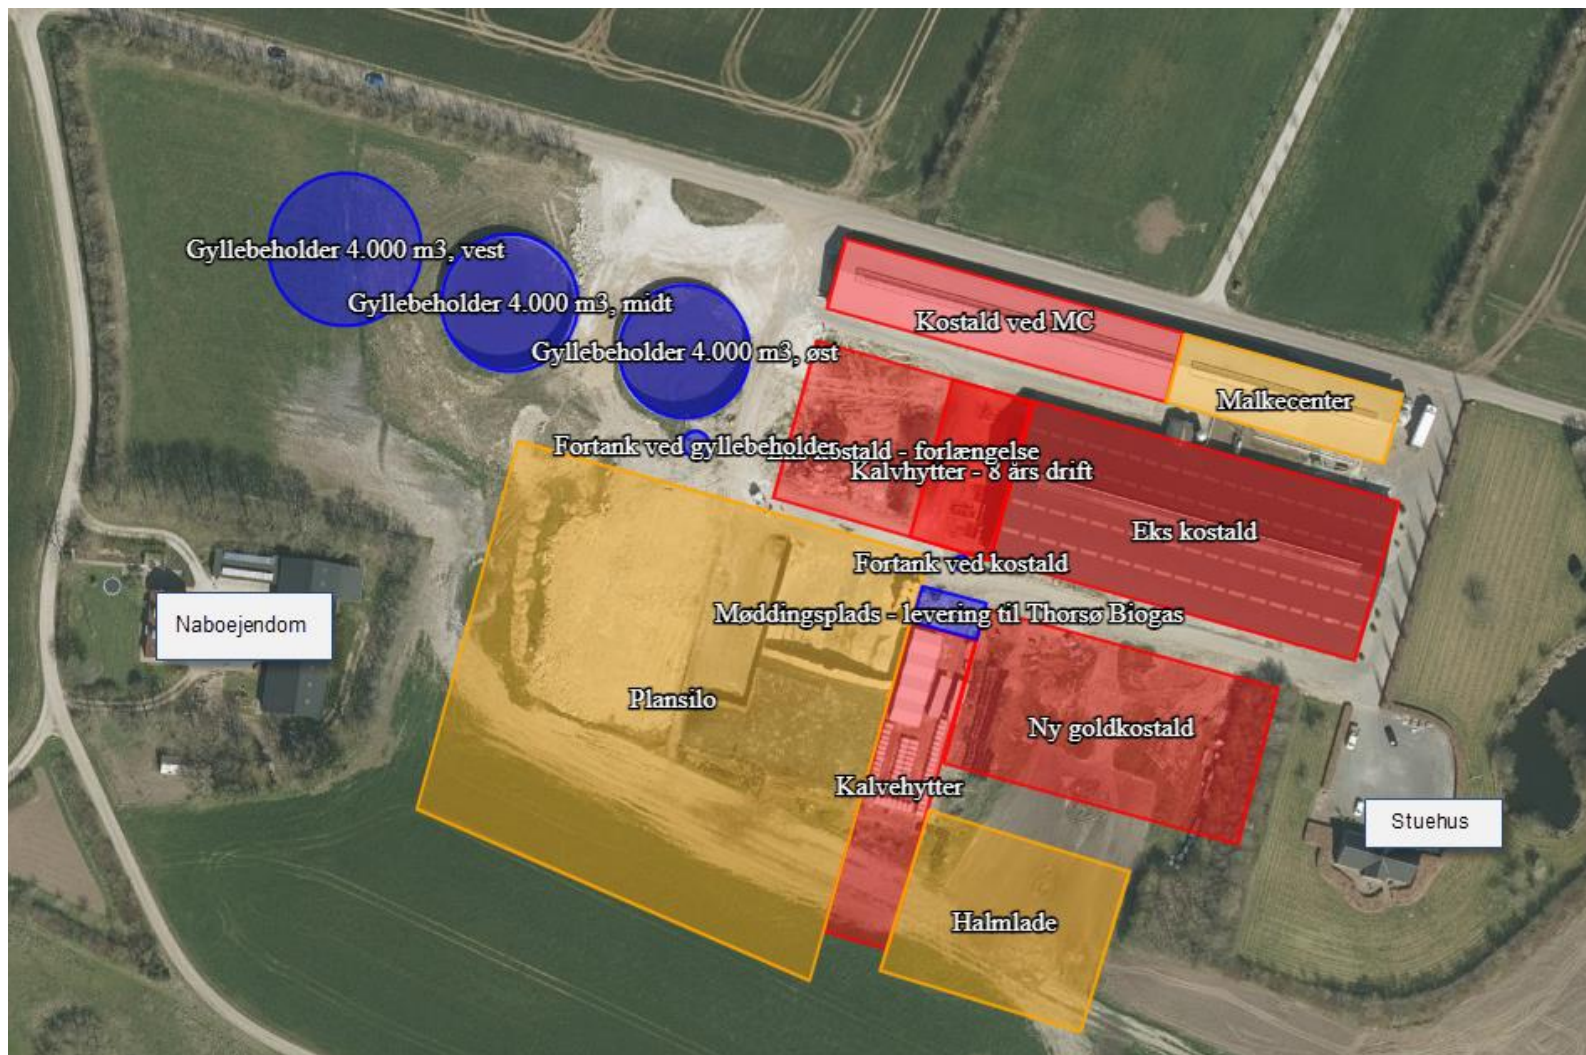 Gyllebeholder 4.000 m3, vest
Gyllebeholder 4.000 m3, midt
Gyllebeholder 4.000 m3, øst
Kostald ved MC
Malkecenter
Fortank ved gyllebeholder
kostald - forlængelse
Kalvhytter - 8 års drift
Eks kostald
Fortank ved kostald
Møddingsplads - levering til Thorsø Biogas
Naboejendom
Plansilo
Ny goldkostald
Kalvehytter
Stuehus
Halmlade